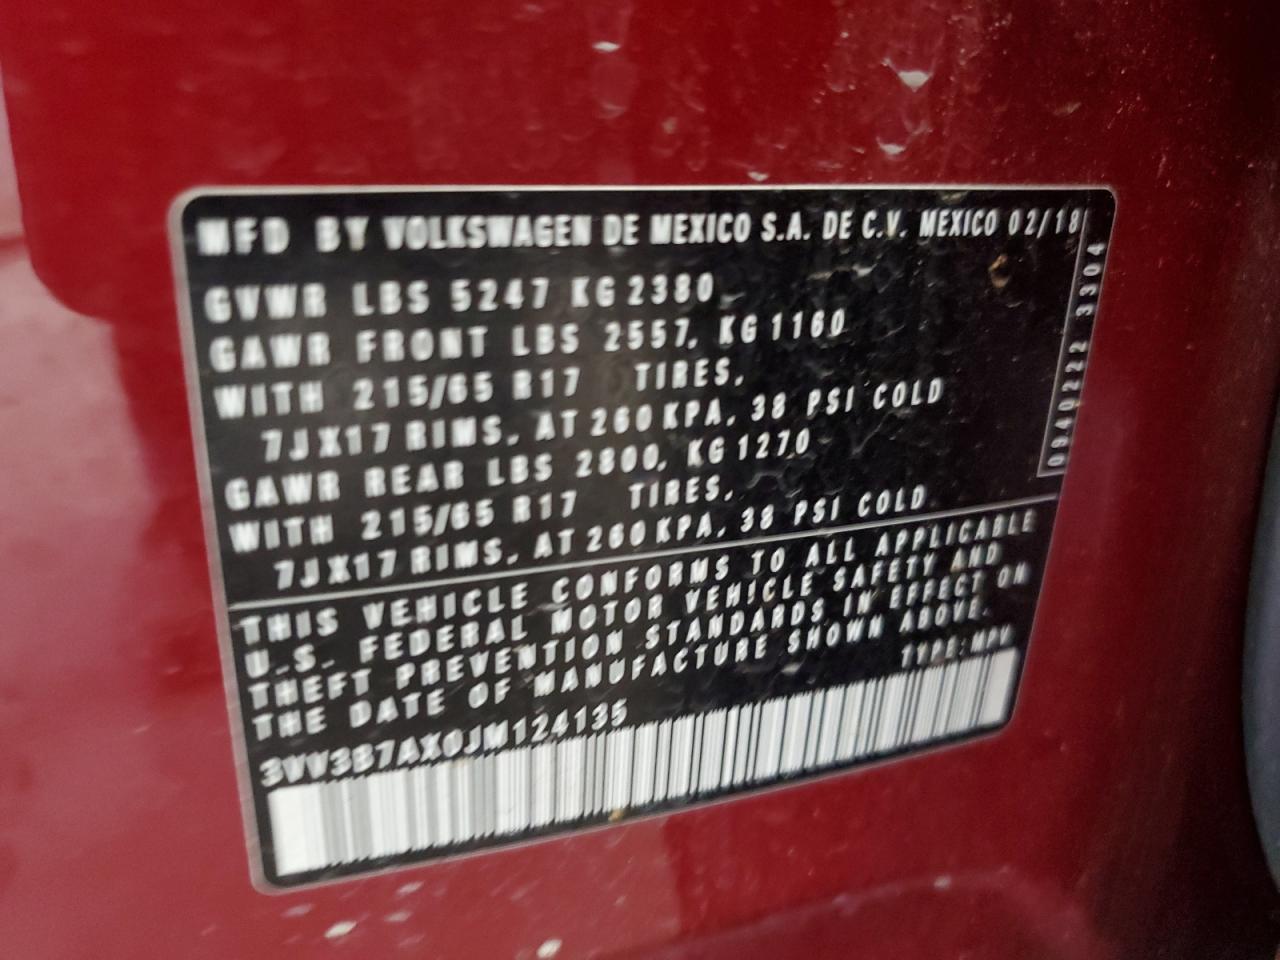 MFD BY VOLKSWAGEN DE MEXICO S.A. DE C.V. MEXICO 02/18
GVWR LBS 5247 KG 2380
GAWR FRONT LBS 2557, KG 1160
WITH 215/65 R17 TIRES,
7JX17 RIMS, AT 260 KPA, 38 PSI COLD
GAWR REAR LBS 2800, KG 1270
WITH 215/65 R17 TIRES,
7JX17 RIMS, AT 260 KPA, 38 PSI COLD
THIS VEHICLE CONFORMS TO ALL APPLICABLE
U.S. FEDERAL MOTOR VEHICLE SAFETY AND
THEFT PREVENTION STANDARDS IN EFFECT ON
THE DATE OF MANUFACTURE SHOWN ABOVE.
TYPE: MPV
3VV3B7AX0JM124135
0940222 3304